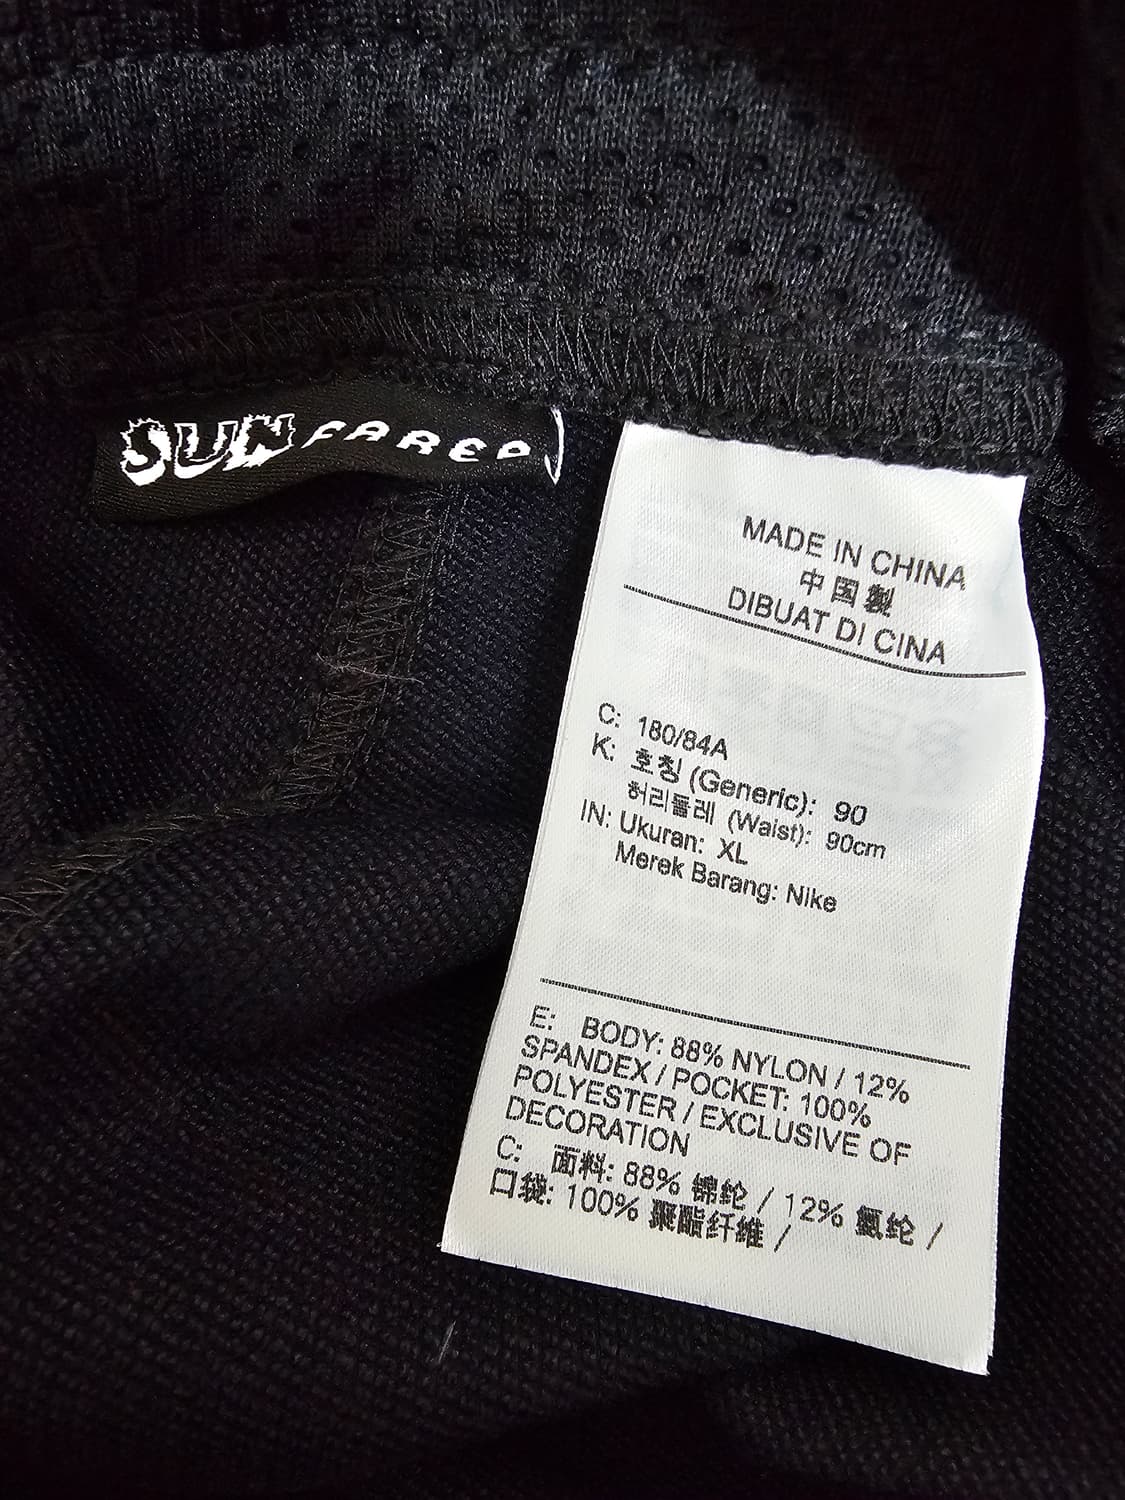 SUNFARED
MADE IN CHINA
中国製
DIBUAT DI CINA
C: 180/84A
K: 호칭 (Generic): 90
허리둘레 (Waist): 90cm
IN: Ukuran: XL
Merek Barang: Nike
E: BODY: 88% NYLON / 12%
SPANDEX / POCKET: 100%
POLYESTER / EXCLUSIVE OF
DECORATION
C: 面料: 88% 锦纶 / 12% 氨纶 /
口袋: 100% 聚酯纤维 /